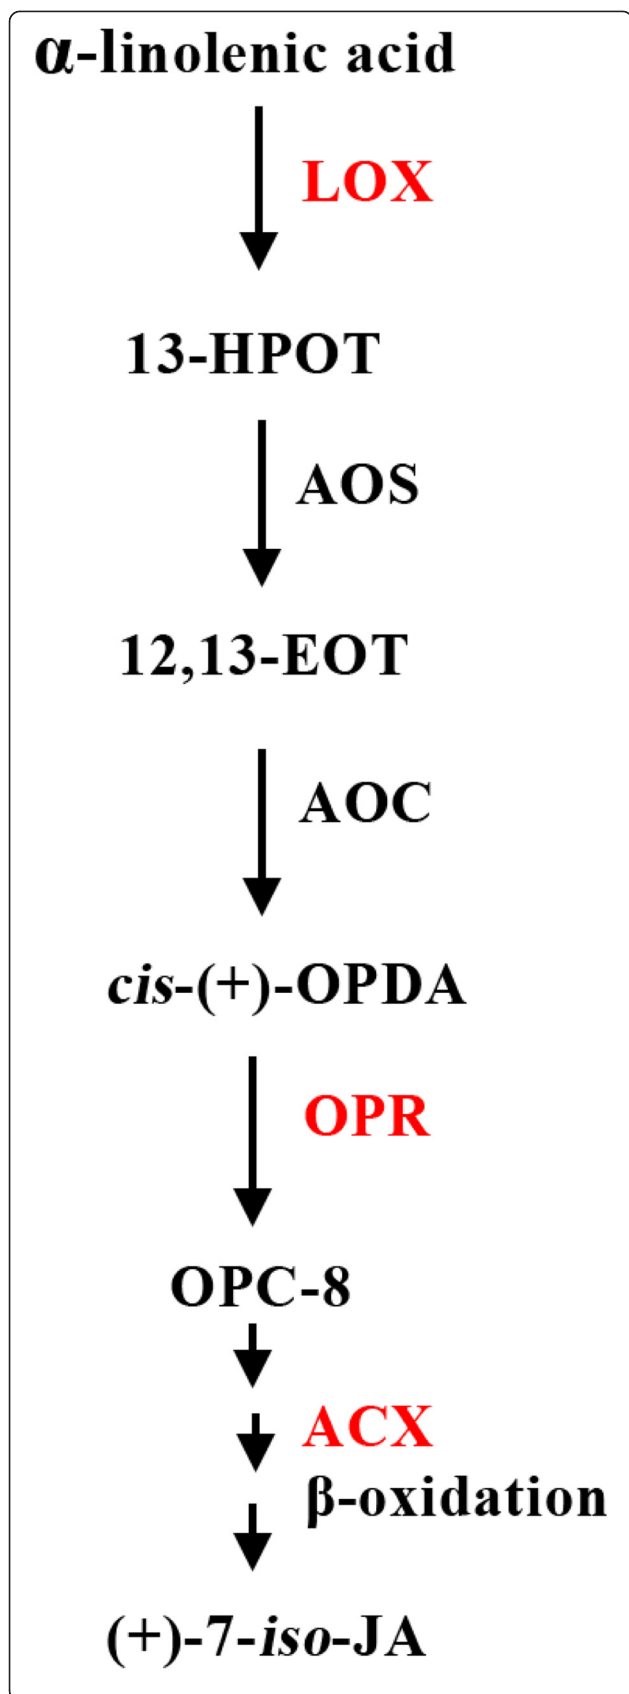 α-linolenic acid
LOX
13-HPOT
AOS
12,13-EOT
AOC
cis-(+)-OPDA
OPR
OPC-8
ACX
β-oxidation
(+)-7-iso-JA